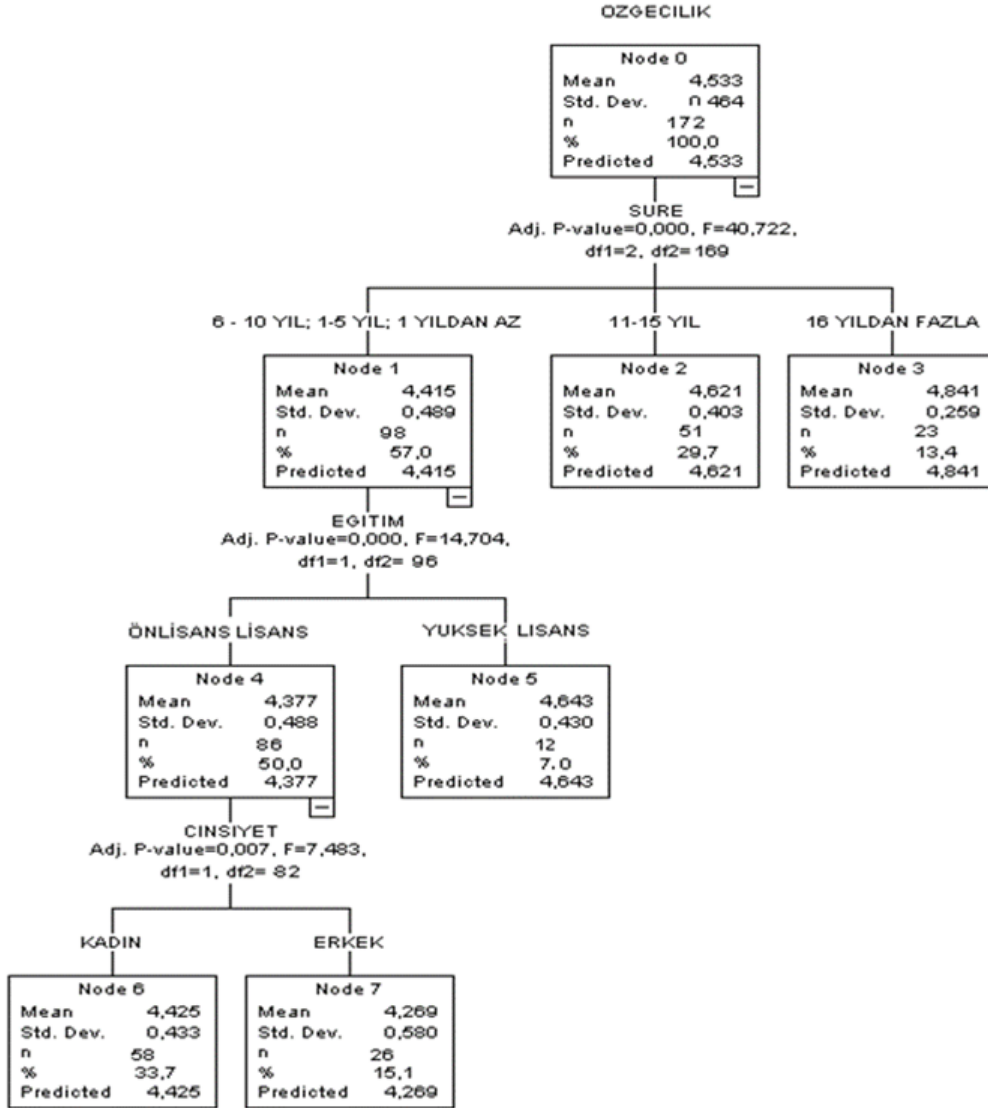 OZGECILIK
Node 0
Mean 4,533
Std. Dev. 0 464
n 172
% 100,0
Predicted 4,533
SURE
Adj. P-value=0,000, F=40,722,
df1=2, df2= 169
6 - 10 YIL; 1-5 YIL; 1 YILDAN AZ
11-15 YIL
16 YILDAN FAZLA
Node 1
Mean 4,415
Std. Dev. 0,489
n 98
% 57,0
Predicted 4,415
Node 2
Mean 4,621
Std. Dev. 0,403
n 51
% 29,7
Predicted 4,621
Node 3
Mean 4,841
Std. Dev. 0,259
n 23
% 13,4
Predicted 4,841
EGITIM
Adj. P-value=0,000, F=14,704,
df1=1, df2= 96
ÖNLİSANS LİSANS
YUKSEK LISANS
Node 4
Mean 4,377
Std. Dev. 0,488
n 86
% 50,0
Predicted 4,377
Node 5
Mean 4,643
Std. Dev. 0,430
n 12
% 7,0
Predicted 4,643
CINSIYET
Adj. P-value=0,007, F=7,483,
df1=1, df2= 82
KADIN
ERKEK
Node 6
Mean 4,425
Std. Dev. 0,433
n 58
% 33,7
Predicted 4,425
Node 7
Mean 4,269
Std. Dev. 0,580
n 26
% 15,1
Predicted 4,269